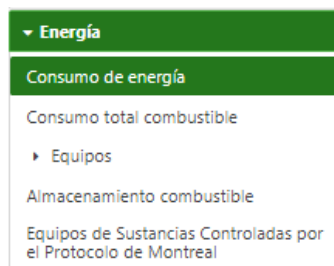 Energía
Consumo de energía
Consumo total combustible
Equipos
Almacenamiento combustible
Equipos de Sustancias Controladas por
el Protocolo de Montreal